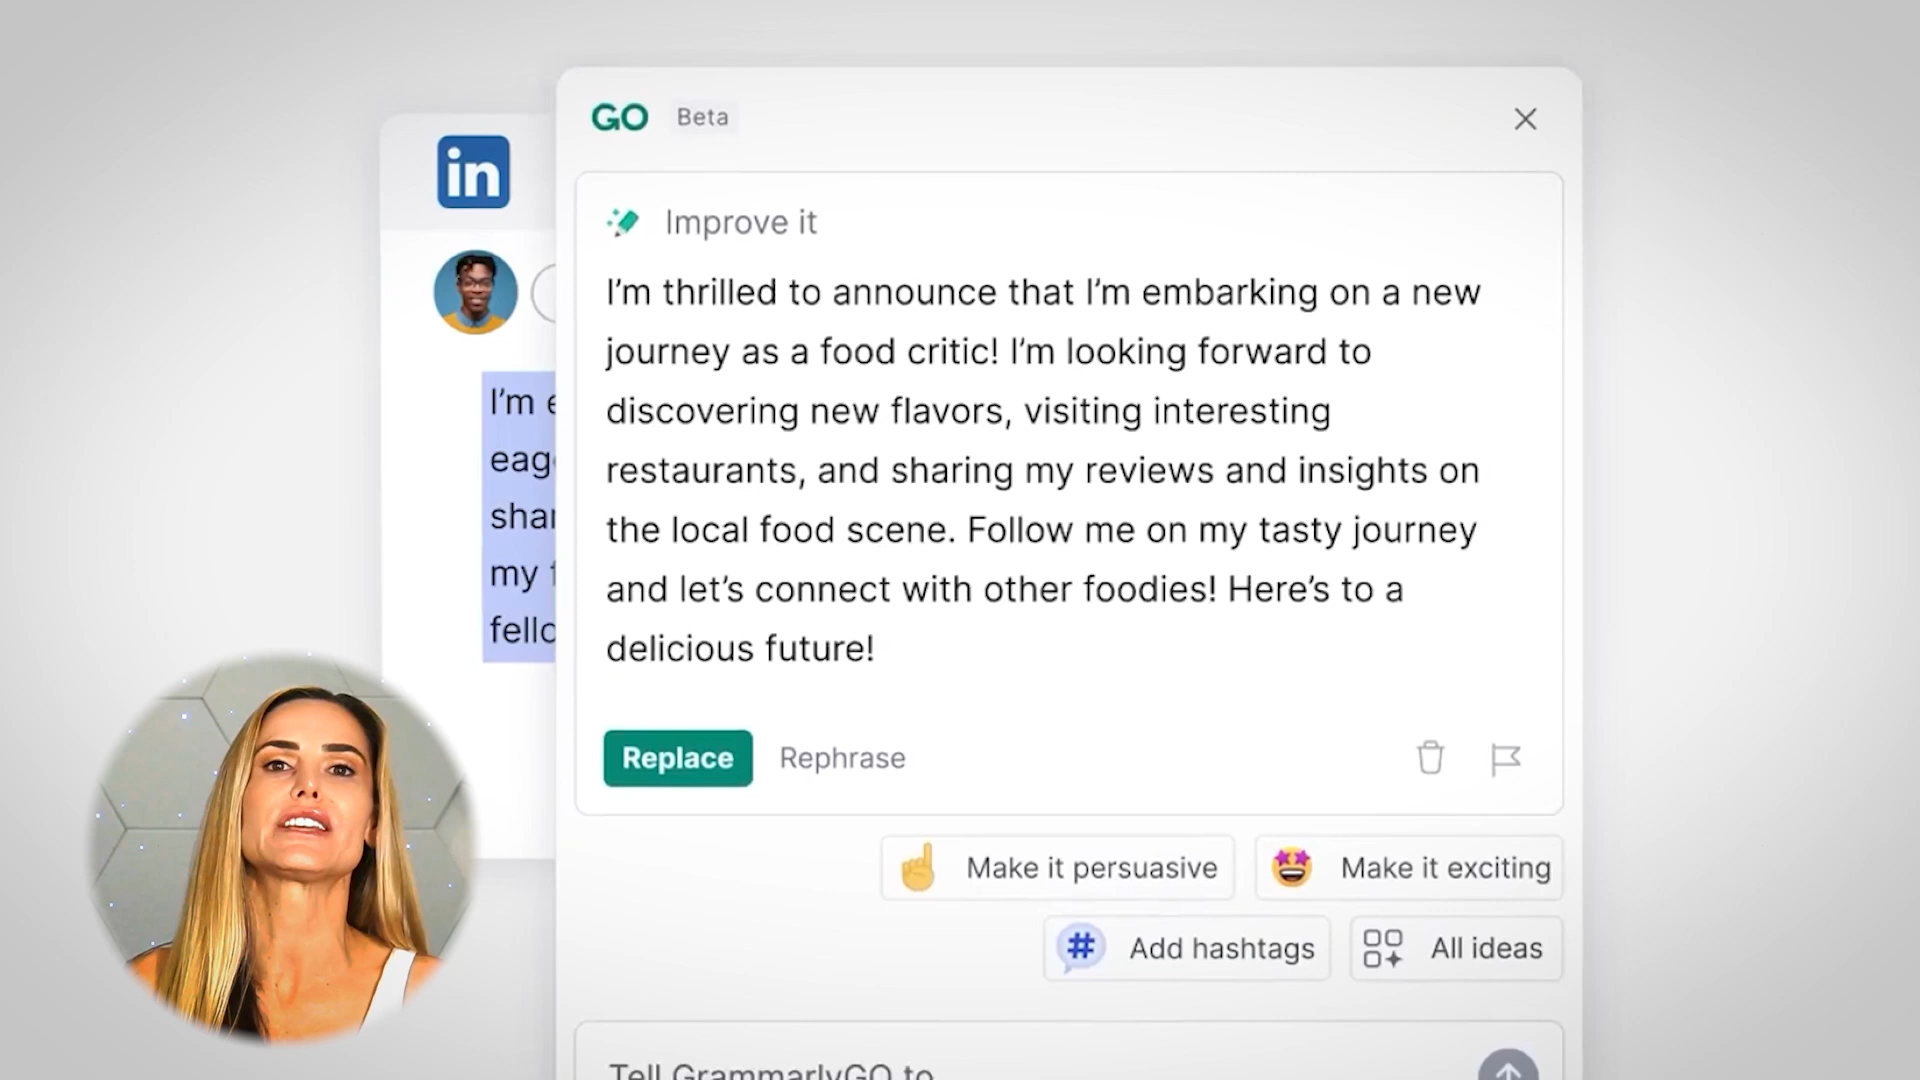 GO Beta
in
Improve it
I'm thrilled to announce that I'm embarking on a new
journey as a food critic! I'm looking forward to
discovering new flavors, visiting interesting
restaurants, and sharing my reviews and insights on
the local food scene. Follow me on my tasty journey
and let's connect with other foodies! Here's to a
delicious future!
I'm
my
Replace Rephrase
Make it persuasive Make it exciting
# Add hashtags All ideas
Tell GrammarlyGO to